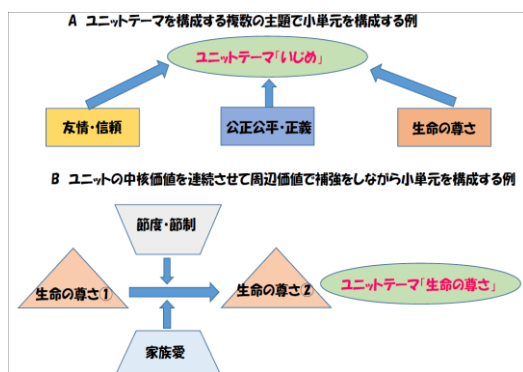 A ユニットテーマを構成する複数の主題で小単元を構成する例
ユニットテーマ「いじめ」
友情・信頼
公正公平・正義
生命の尊さ
B ユニットの中核価値を連続させて周辺価値で補強をしながら小単元を構成する例
節度・節制
生命の尊さ①
生命の尊さ②
ユニットテーマ「生命の尊さ」
家族愛